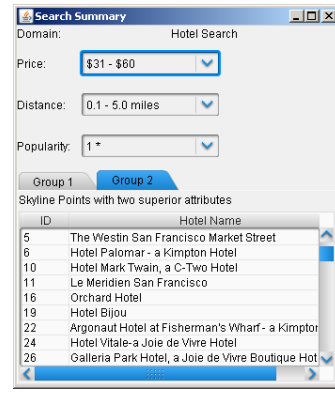 Search Summary
Domain: Hotel Search
Price: $31 - $60
Distance: 0.1 - 5.0 miles
Popularity: 1 *
Group 1 Group 2
Skyline Points with two superior attributes
ID Hotel Name
5 The Westin San Francisco Market Street
6 Hotel Palomar - a Kimpton Hotel
10 Hotel Mark Twain, a C-Two Hotel
11 Le Meridien San Francisco
16 Orchard Hotel
19 Hotel Bijou
22 Argonaut Hotel at Fisherman's Wharf - a Kimpton
24 Hotel Vitale-a Joie de Vivre Hotel
26 Galleria Park Hotel, a Joie de Vivre Boutique Hot